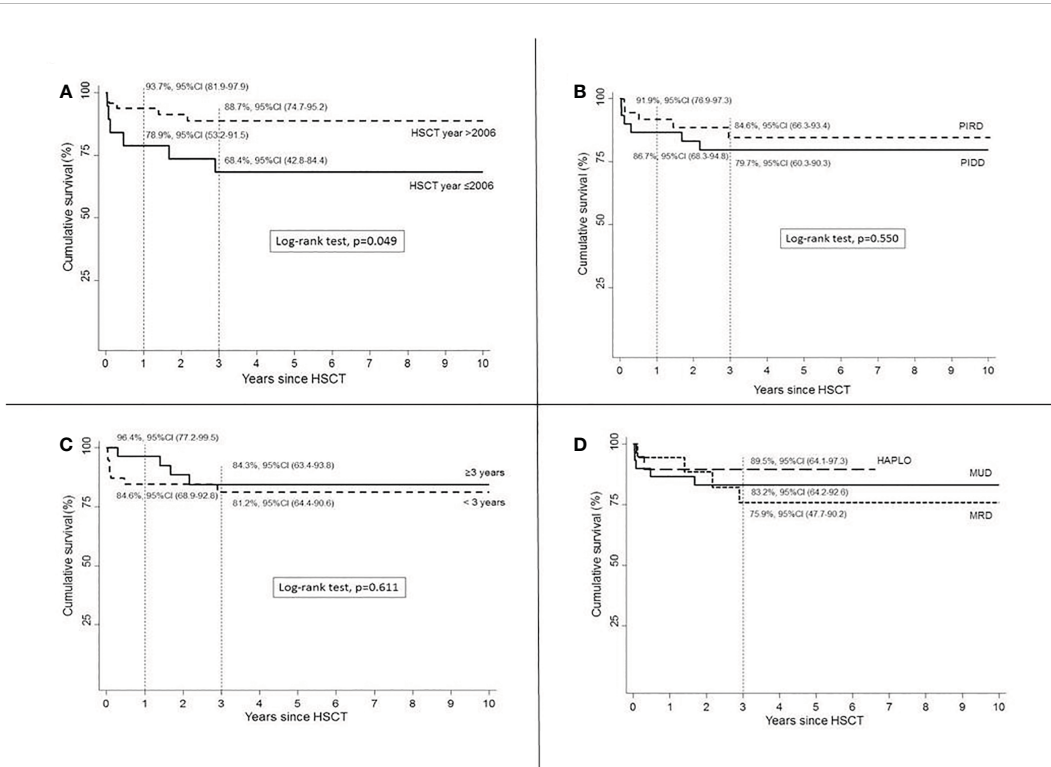 A
100
75
50
25
Cumulative survival (%)
93.7%, 95%CI (81.9-97.9)
88.7%, 95%CI (74.7-95.2)
HSCT year >2006
78.9%, 95%CI (53.2-91.5)
68.4%, 95%CI (42.8-84.4)
HSCT year ≤2006
Log-rank test, p=0.049
0 1 2 3 4 5 6 7 8 9 10
Years since HSCT
B
100
75
50
25
Cumulative survival (%)
91.9%, 95%CI (76.9-97.3)
84.6%, 95%CI (66.3-93.4)
PIRD
86.7%, 95%CI (68.3-94.8)
79.7%, 95%CI (60.3-90.3)
PIDD
Log-rank test, p=0.550
0 1 2 3 4 5 6 7 8 9 10
Years since HSCT
C
100
75
50
25
Cumulative survival (%)
96.4%, 95%CI (77.2-99.5)
84.3%, 95%CI (63.4-93.8)
≥3 years
84.6%, 95%CI (68.9-92.8)
81.2%, 95%CI (64.4-90.6)
< 3 years
Log-rank test, p=0.611
0 1 2 3 4 5 6 7 8 9 10
Years since HSCT
D
100
75
50
25
Cumulative survival (%)
89.5%, 95%CI (64.1-97.3)
HAPLO
MUD
83.2%, 95%CI (64.2-92.6)
75.9%, 95%CI (47.7-90.2)
MRD
0 1 2 3 4 5 6 7 8 9 10
Years since HSCT